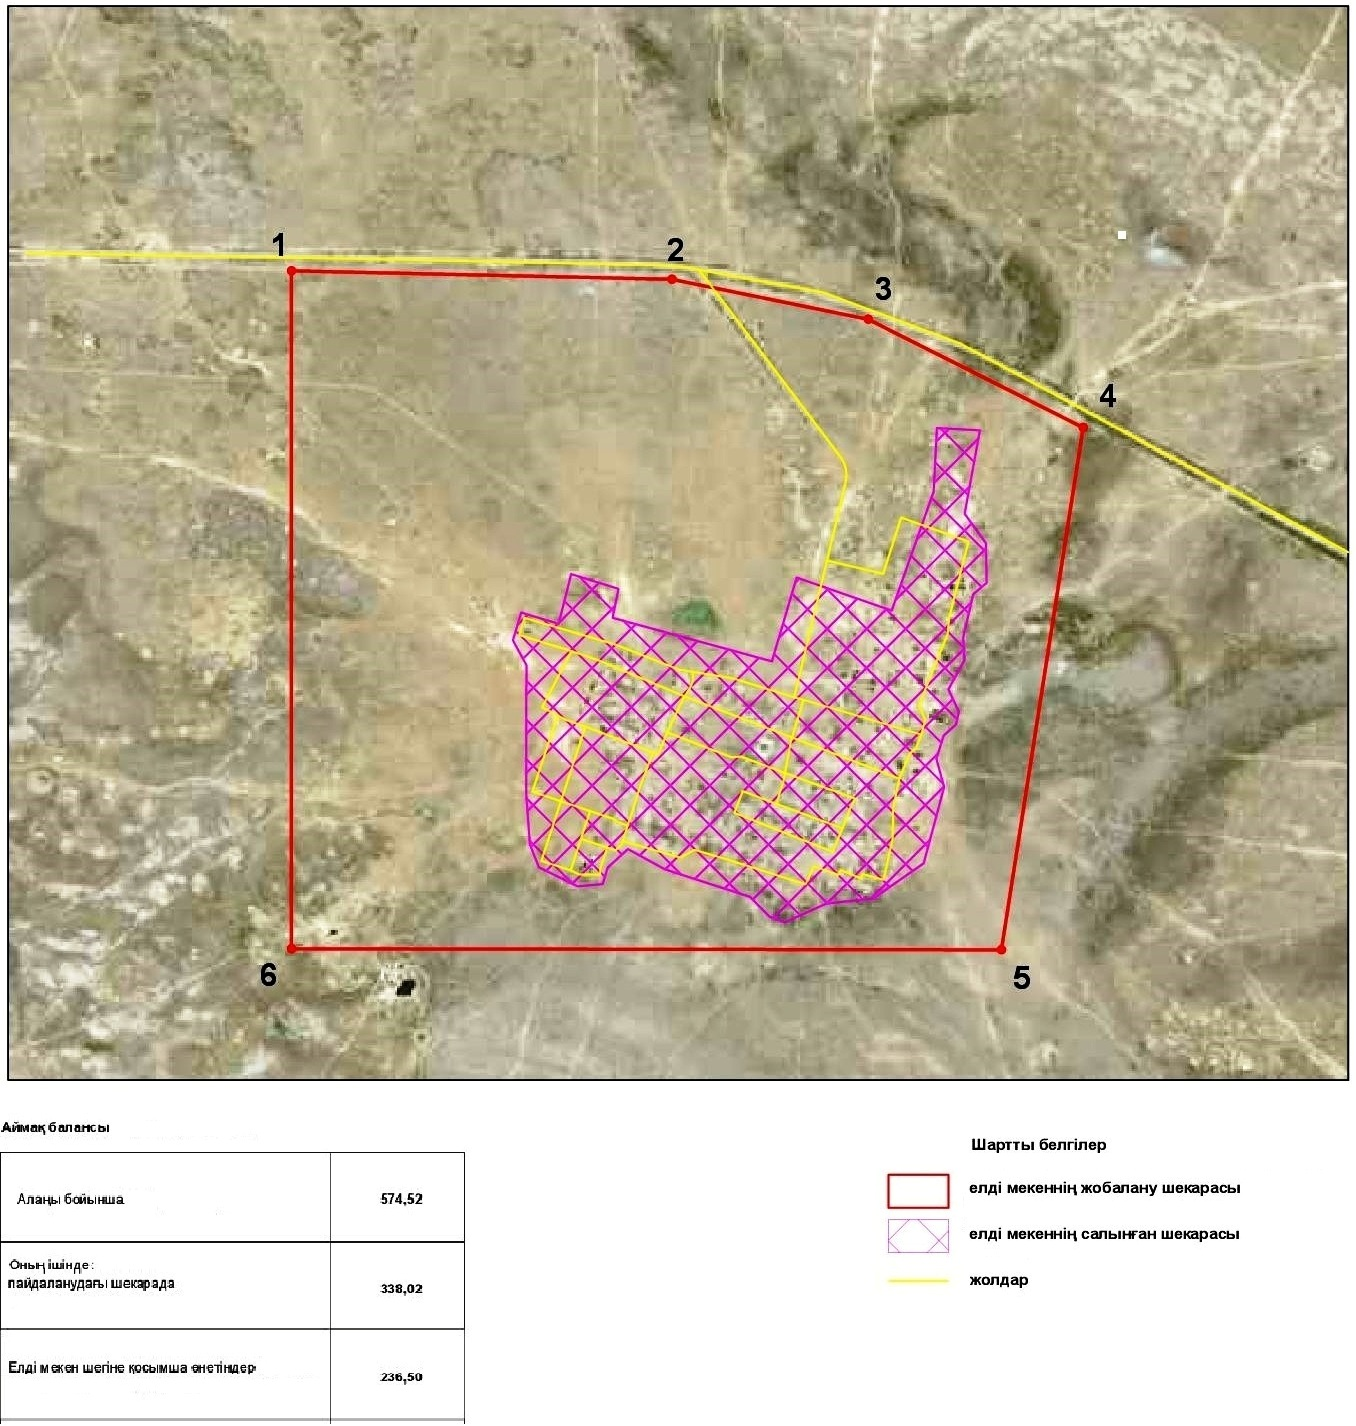 1
2
3
4
5
6
Аймақ балансы
Алаңы бойынша
574,52
Оның ішінде:
пайдаланудағы шекарада
338,02
Елді мекен шегіне қосымша енетіндер
236,50
Шартты белгілер
елді мекеннің жобалану шекарасы
елді мекеннің салынған шекарасы
жолдар